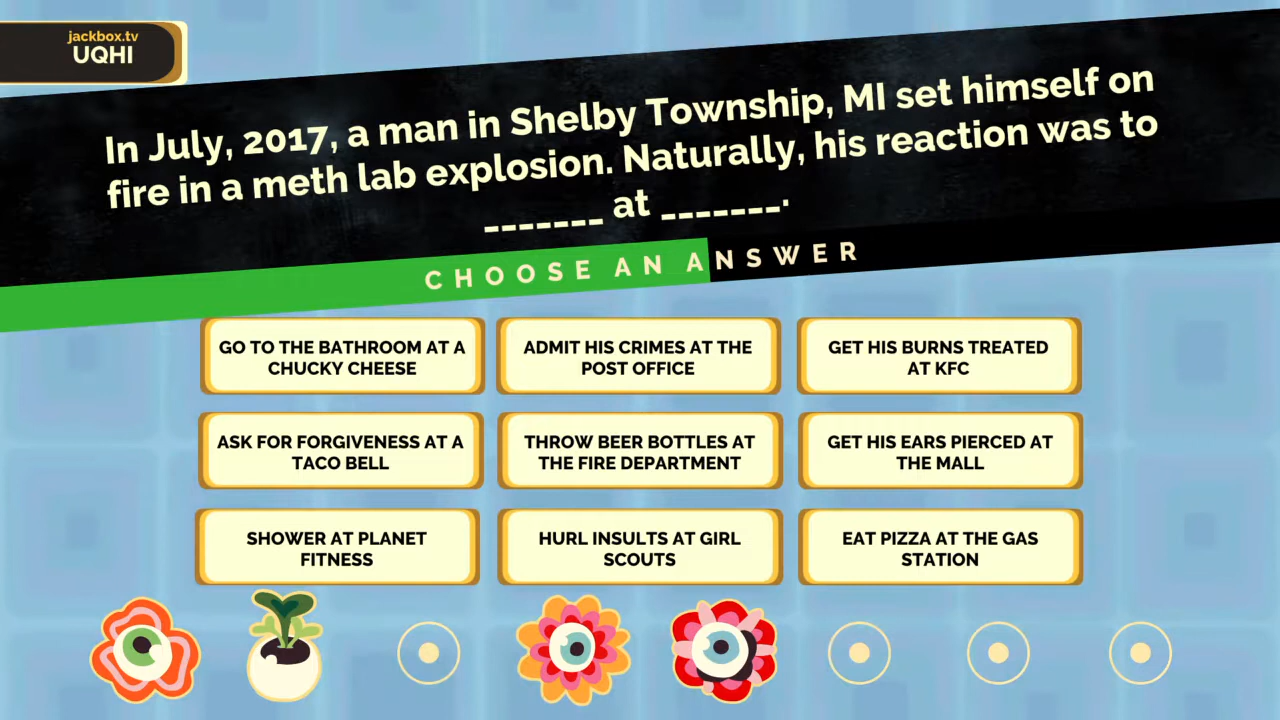 jackbox.tv
UQHI
In July, 2017, a man in Shelby Township, MI set himself on
fire in a meth lab explosion. Naturally, his reaction was to
_______ at _______.
CHOOSE AN ANSWER
GO TO THE BATHROOM AT A
CHUCKY CHEESE
ADMIT HIS CRIMES AT THE
POST OFFICE
GET HIS BURNS TREATED
AT KFC
ASK FOR FORGIVENESS AT A
TACO BELL
THROW BEER BOTTLES AT
THE FIRE DEPARTMENT
GET HIS EARS PIERCED AT
THE MALL
SHOWER AT PLANET
FITNESS
HURL INSULTS AT GIRL
SCOUTS
EAT PIZZA AT THE GAS
STATION